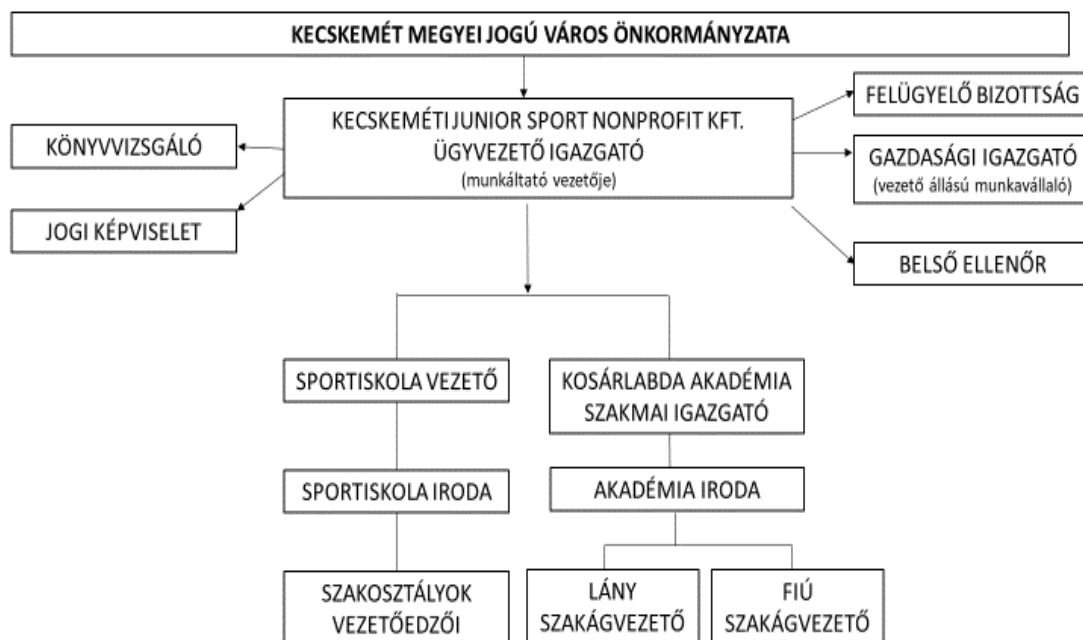 KECSKEMÉT MEGYEI JOGÚ VÁROS ÖNKORMÁNYZATA
KECSKEMÉTI JUNIOR SPORT NONPROFIT KFT.
ÜGYVEZETŐ IGAZGATÓ
(munkáltató vezetője)
KÖNYVVIZSGÁLÓ
JOGI KÉPVISELET
FELÜGYELŐ BIZOTTSÁG
GAZDASÁGI IGAZGATÓ
(vezető állású munkavállaló)
BELSŐ ELLENŐR
SPORTISKOLA VEZETŐ
KOSÁRLABDA AKADÉMIA
SZAKMAI IGAZGATÓ
SPORTISKOLA IRODA
AKADÉMIA IRODA
SZAKOSZTÁLYOK
VEZETŐEDZŐI
LÁNY
SZAKÁGVEZETŐ
FIÚ
SZAKÁGVEZETŐ